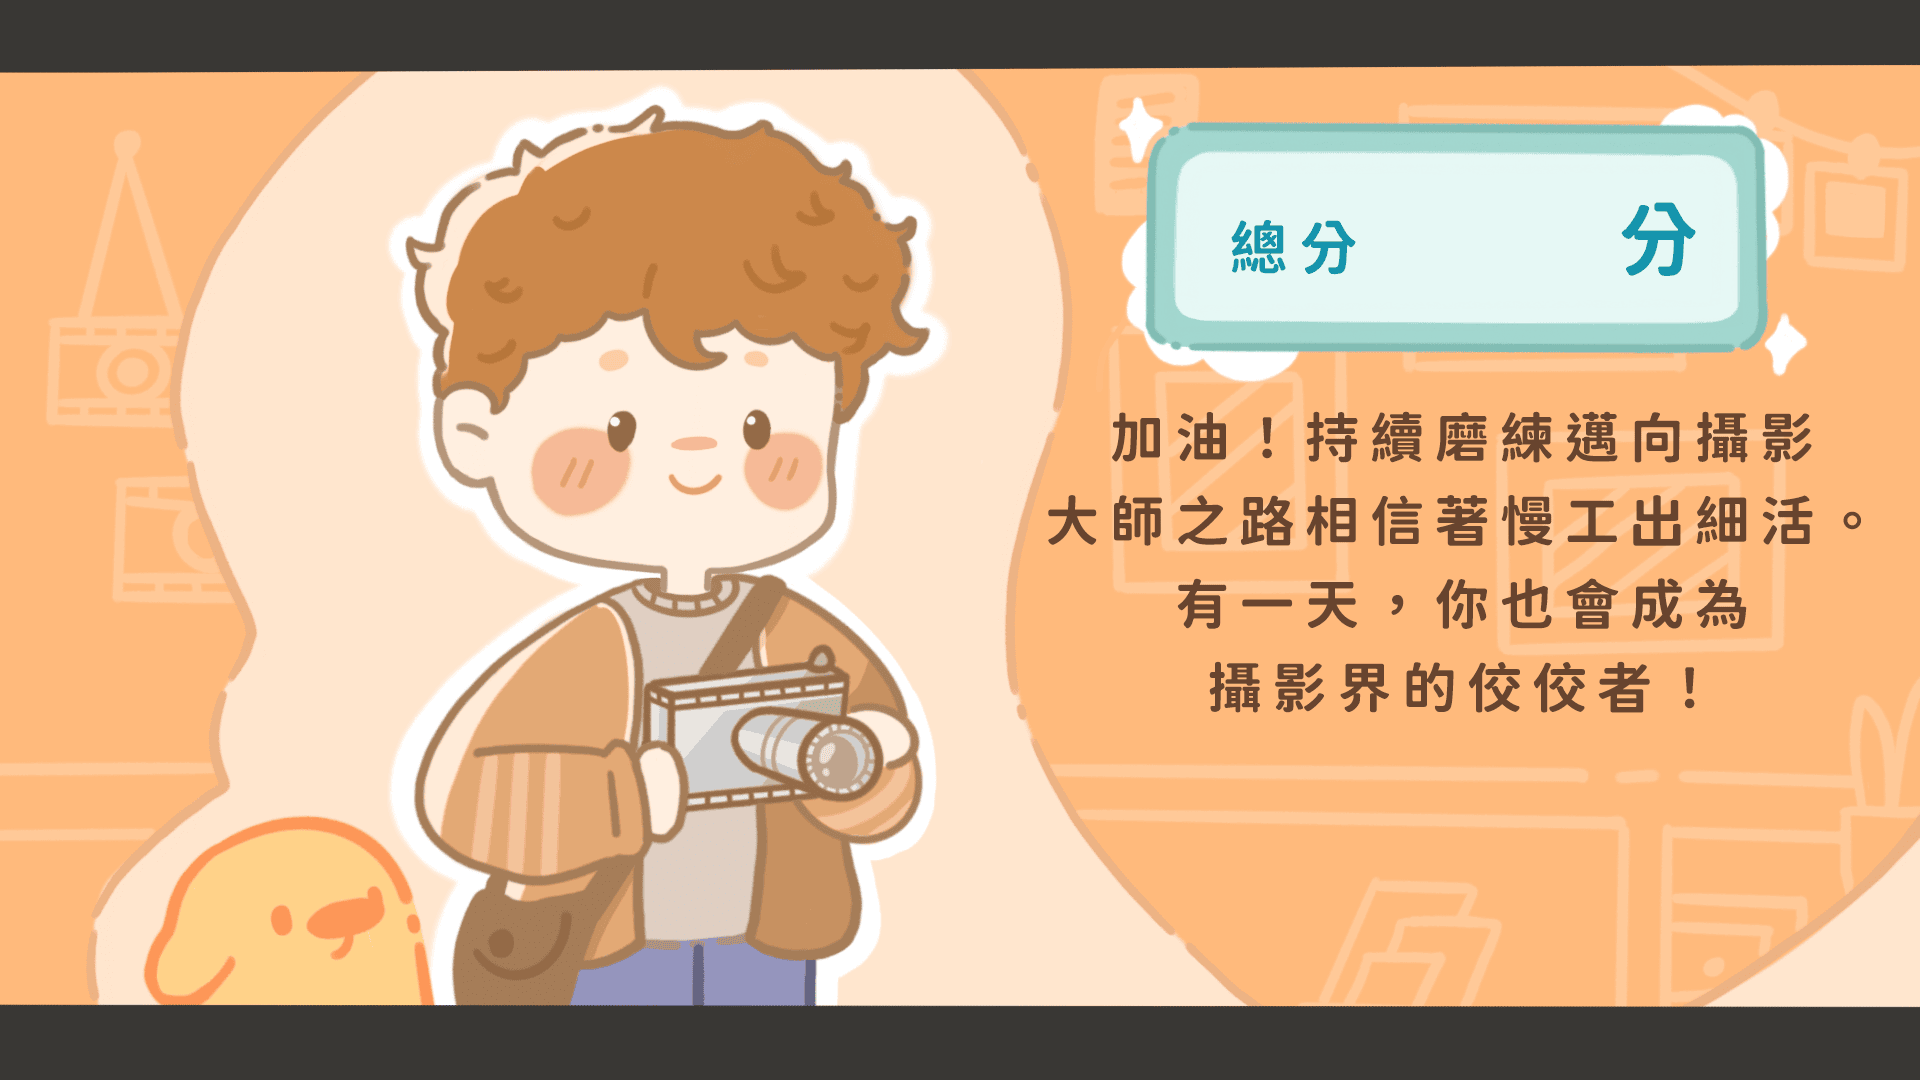 總分 分
加油！持續磨練邁向攝影
大師之路相信著慢工出細活。
有一天，你也會成為
攝影界的佼佼者！